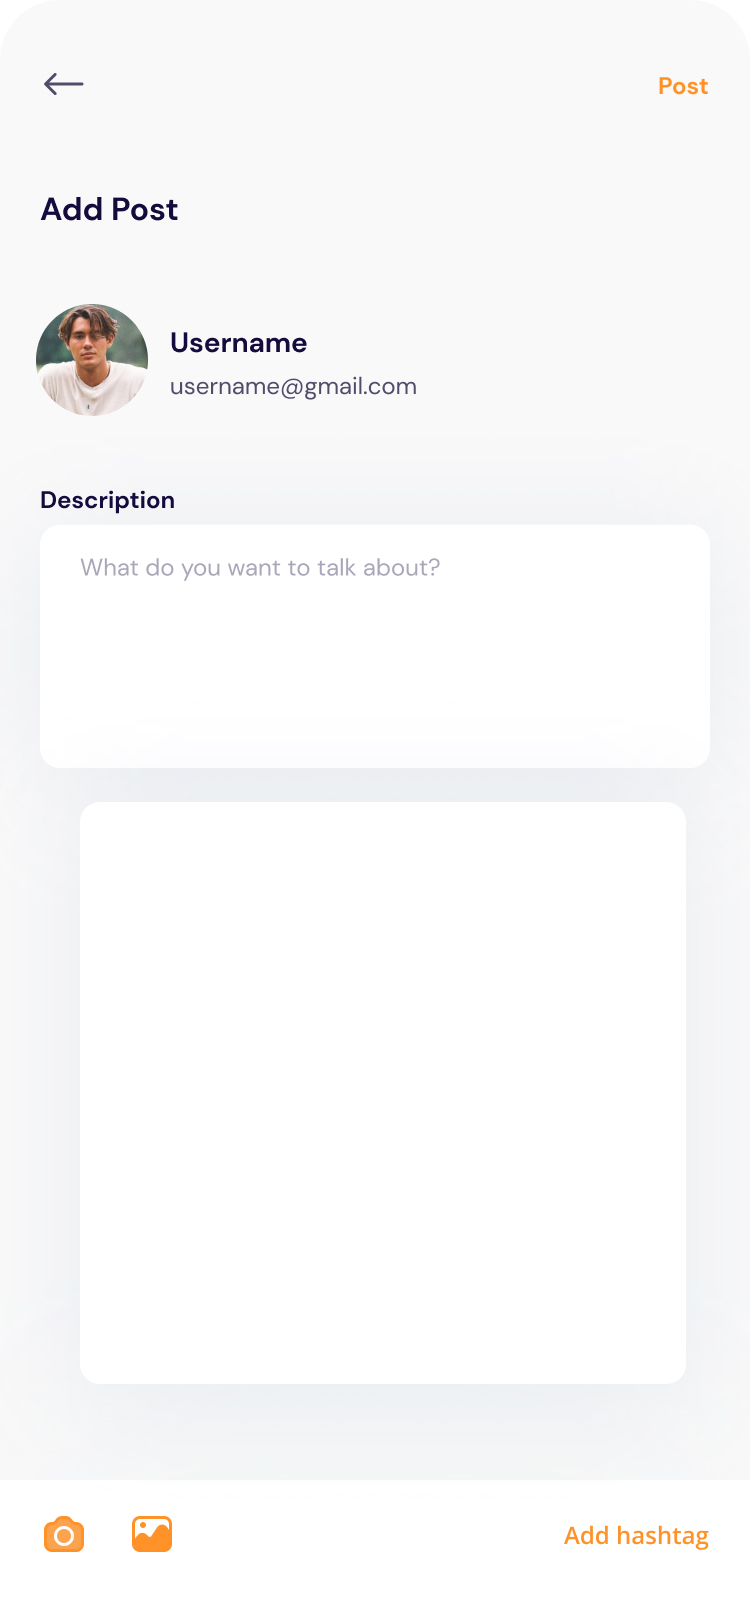 Post
Add Post
Username
username@gmail.com
Description
What do you want to talk about?
Add hashtag